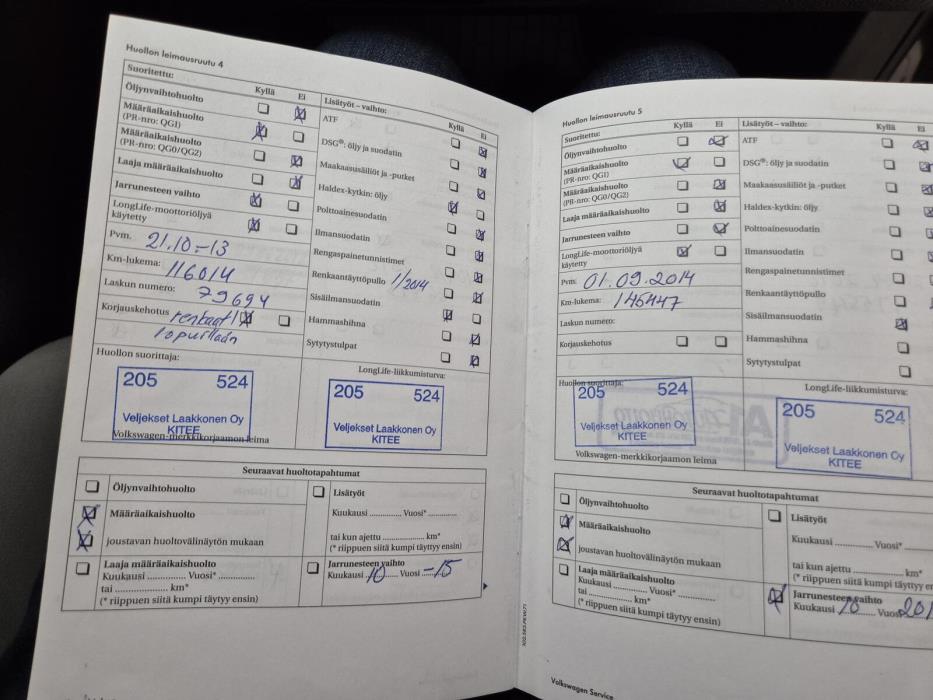 Huollon leimausruutu 4
Suoritettu: Kyllä Ei
Öljynvaihtohuolto
Määräaikaishuolto
(PR-nro: QG1)
Määräaikaishuolto
(PR-nro: QG0/QG2)
Laaja määräaikaishuolto
Jarrunesteen vaihto
LongLife-moottoriöljyä
käytetty
Pvm. 21.10.-13
Km-lukema: 116014
Laskun numero: 79694
Korjauskehotus renkaat!
lopuillaan
Huollon suorittaja:
205 524
Veljekset Laakkonen Oy
KITEE
Volkswagen-merkkikorjaamon leima
Lisätyöt – vaihto: Kyllä Ei
ATF
DSG®: öljy ja suodatin
Maakaasusäiliöt ja -putket
Haldex-kytkin: öljy
Polttoainesuodatin
Ilmansuodatin
Rengaspainetunnistimet
Renkaantäyttöpullo 1/2014
Sisäilmansuodatin
Hammashihna
Sytytystulpat
LongLife-liikkumisturva:
205 524
Veljekset Laakkonen Oy
KITEE
Seuraavat huoltotapahtumat
Öljynvaihtohuolto
Määräaikaishuolto
joustavan huoltovälinäytön mukaan
Laaja määräaikaishuolto
Kuukausi ............ Vuosi* ............
tai ........................ km*
(* riippuen siitä kumpi täytyy ensin)
Lisätyöt
Kuukausi ............ Vuosi* ............
tai kun ajettu ................ km*
(* riippuen siitä kumpi täytyy ensin)
Jarrunesteen vaihto
Kuukausi 10 Vuosi -15
Huollon leimausruutu 5
Suoritettu: Kyllä Ei
Öljynvaihtohuolto
Määräaikaishuolto
(PR-nro: QG1)
Määräaikaishuolto
(PR-nro: QG0/QG2)
Laaja määräaikaishuolto
Jarrunesteen vaihto
LongLife-moottoriöljyä
käytetty
Pvm. 01.09.2014
Km-lukema: 145447
Laskun numero:
Korjauskehotus
Huollon suorittaja:
205 524
Veljekset Laakkonen Oy
KITEE
Volkswagen-merkkikorjaamon leima
Lisätyöt – vaihto: Kyllä Ei
ATF
DSG®: öljy ja suodatin
Maakaasusäiliöt ja -putket
Haldex-kytkin: öljy
Polttoainesuodatin
Ilmansuodatin
Rengaspainetunnistimet
Renkaantäyttöpullo
Sisäilmansuodatin
Hammashihna
Sytytystulpat
LongLife-liikkumisturva:
205 524
Veljekset Laakkonen Oy
KITEE
Seuraavat huoltotapahtumat
Öljynvaihtohuolto
Määräaikaishuolto
joustavan huoltovälinäytön mukaan
Laaja määräaikaishuolto
Kuukausi ............ Vuosi* ............
tai ........................ km*
(* riippuen siitä kumpi täytyy ensin)
Lisätyöt
Kuukausi ............ Vuosi*
tai kun ajettu ................ km*
(* riippuen siitä kumpi täytyy
Jarrunesteen vaihto
Kuukausi 10 Vuosi 201
Volkswagen Service